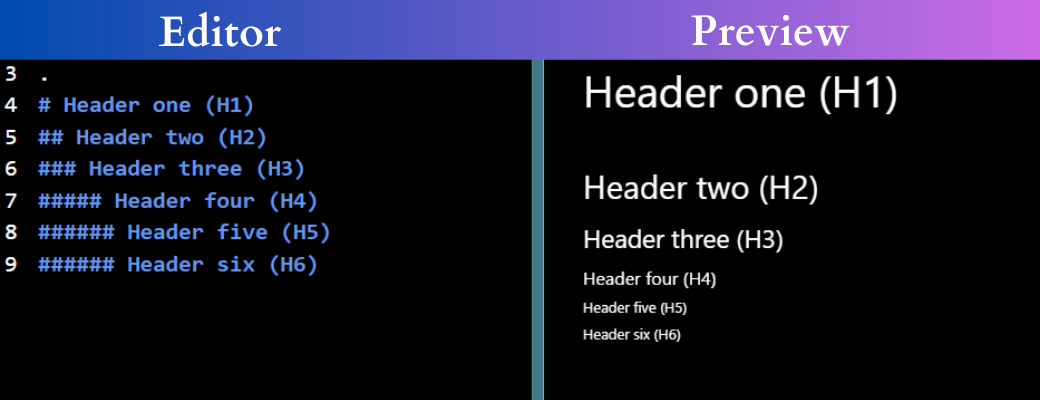 Editor
Preview
3 .
4 # Header one (H1)
5 ## Header two (H2)
6 ### Header three (H3)
7 ##### Header four (H4)
8 ###### Header five (H5)
9 ###### Header six (H6)
Header one (H1)
Header two (H2)
Header three (H3)
Header four (H4)
Header five (H5)
Header six (H6)